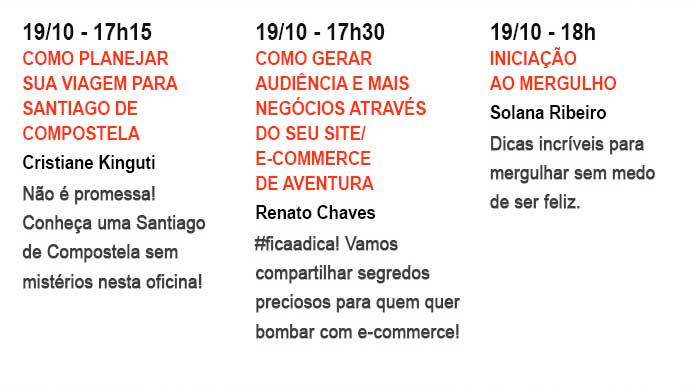 19/10 - 17h15
COMO PLANEJAR
SUA VIAGEM PARA
SANTIAGO DE
COMPOSTELA
Cristiane Kinguti
Não é promessa!
Conheça uma Santiago
de Compostela sem
mistérios nesta oficina!
19/10 - 17h30
COMO GERAR
AUDIÊNCIA E MAIS
NEGÓCIOS ATRAVÉS
DO SEU SITE/
E-COMMERCE
DE AVENTURA
Renato Chaves
#ficaadica! Vamos
compartilhar segredos
preciosos para quem quer
bombar com e-commerce!
19/10 - 18h
INICIAÇÃO
AO MERGULHO
Solana Ribeiro
Dicas incríveis para
mergulhar sem medo
de ser feliz.